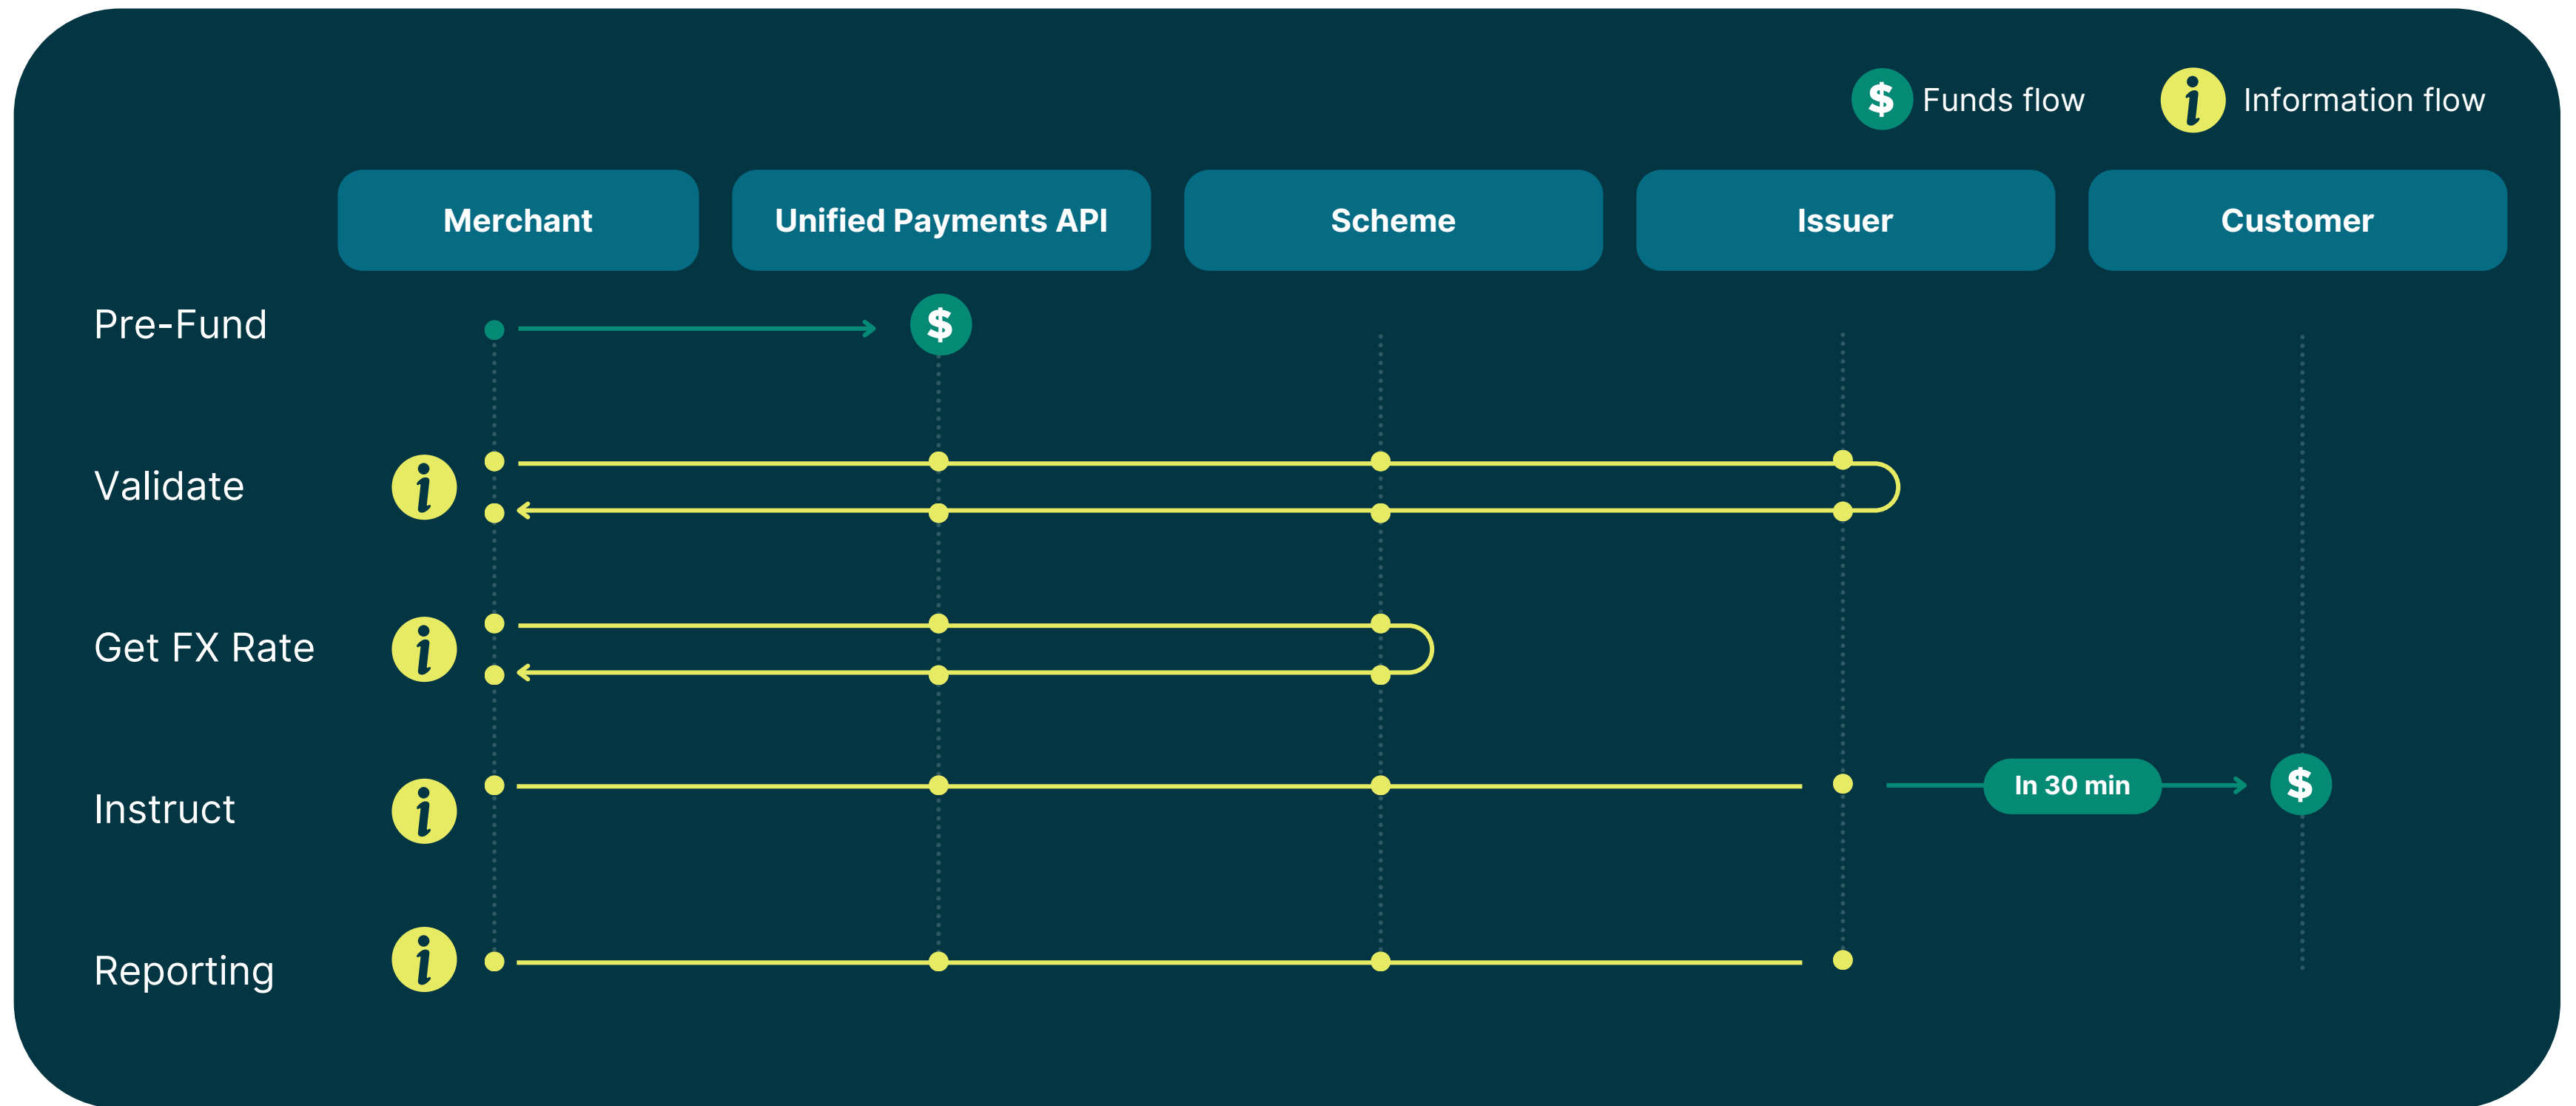 Funds flow
Information flow
Merchant
Unified Payments API
Scheme
Issuer
Customer
Pre-Fund
Validate
Get FX Rate
Instruct
In 30 min
Reporting